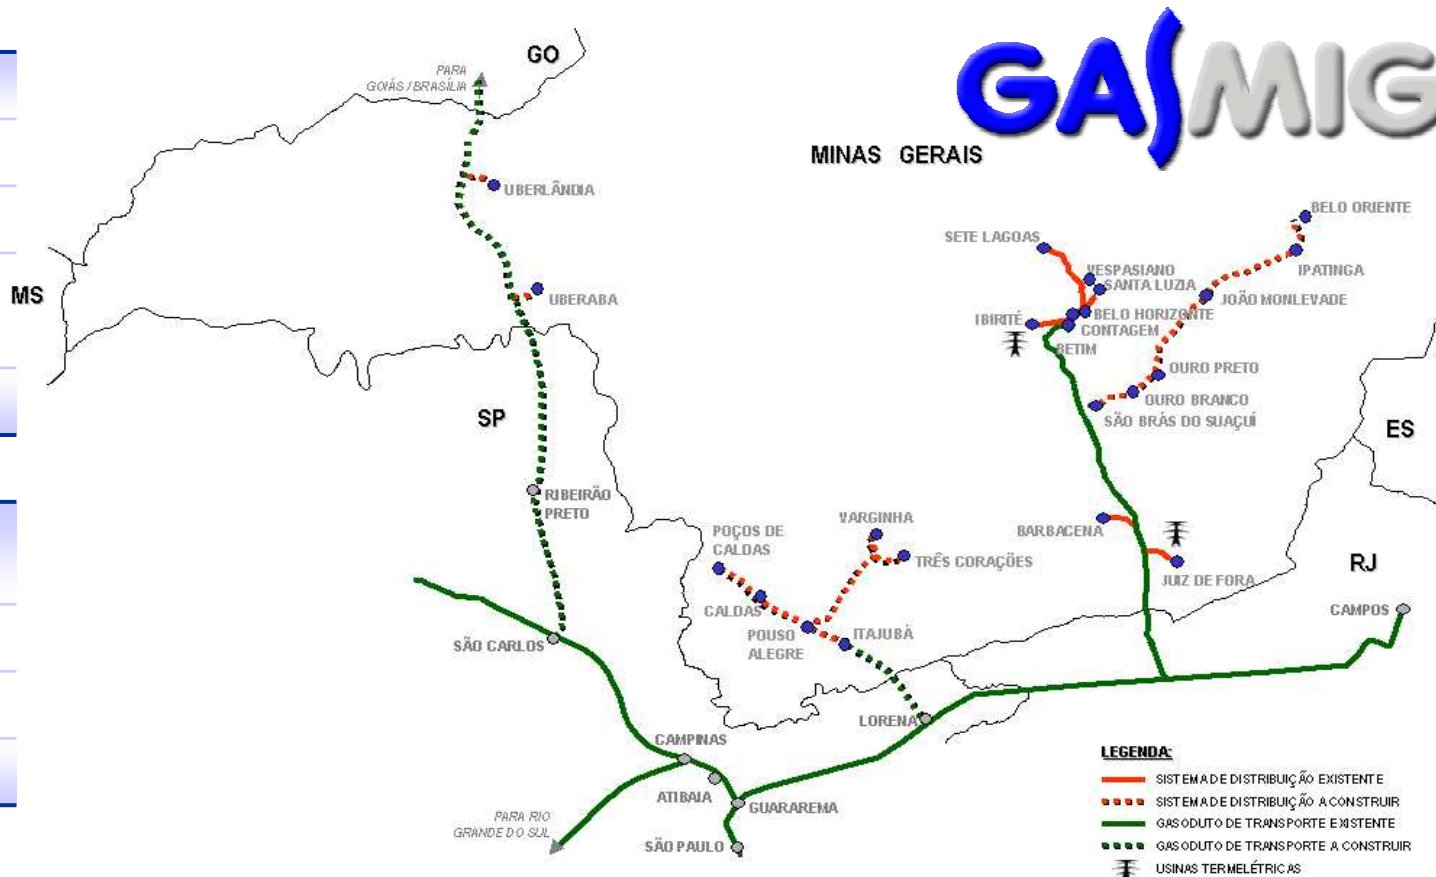 GASMIG
GO
PARA
GOIÁS / BRASÍLIA
MINAS GERAIS
UBERLÂNDIA
BELO ORIENTE
SETE LAGOAS
VESPASIANO
IPATINGA
SANTA LUZIA
MS
UBERABA
JOÃO MONLEVADE
IBIRITÉ
BELO HORIZONTE
CONTAGEM
BETIM
OURO PRETO
OURO BRANCO
SP
SÃO BRÁS DO SUAÇUÍ
ES
RIBEIRÃO
PRETO
VARGINHA
BARBACENA
POÇOS DE
CALDAS
TRÊS CORAÇÕES
RJ
JUIZ DE FORA
CALDAS
CAMPOS
POUSO
ALEGRE
ITAJUBÁ
SÃO CARLOS
LORENA
CAMPINAS
ATIBAIA
GUARAREMA
PARA RIO
GRANDE DO SUL
SÃO PAULO
LEGENDA:
SISTEMA DE DISTRIBUIÇÃO EXISTENTE
SISTEMA DE DISTRIBUIÇÃO A CONSTRUIR
GASODUTO DE TRANSPORTE EXISTENTE
GASODUTO DE TRANSPORTE A CONSTRUIR
USINAS TERMELÉTRICAS